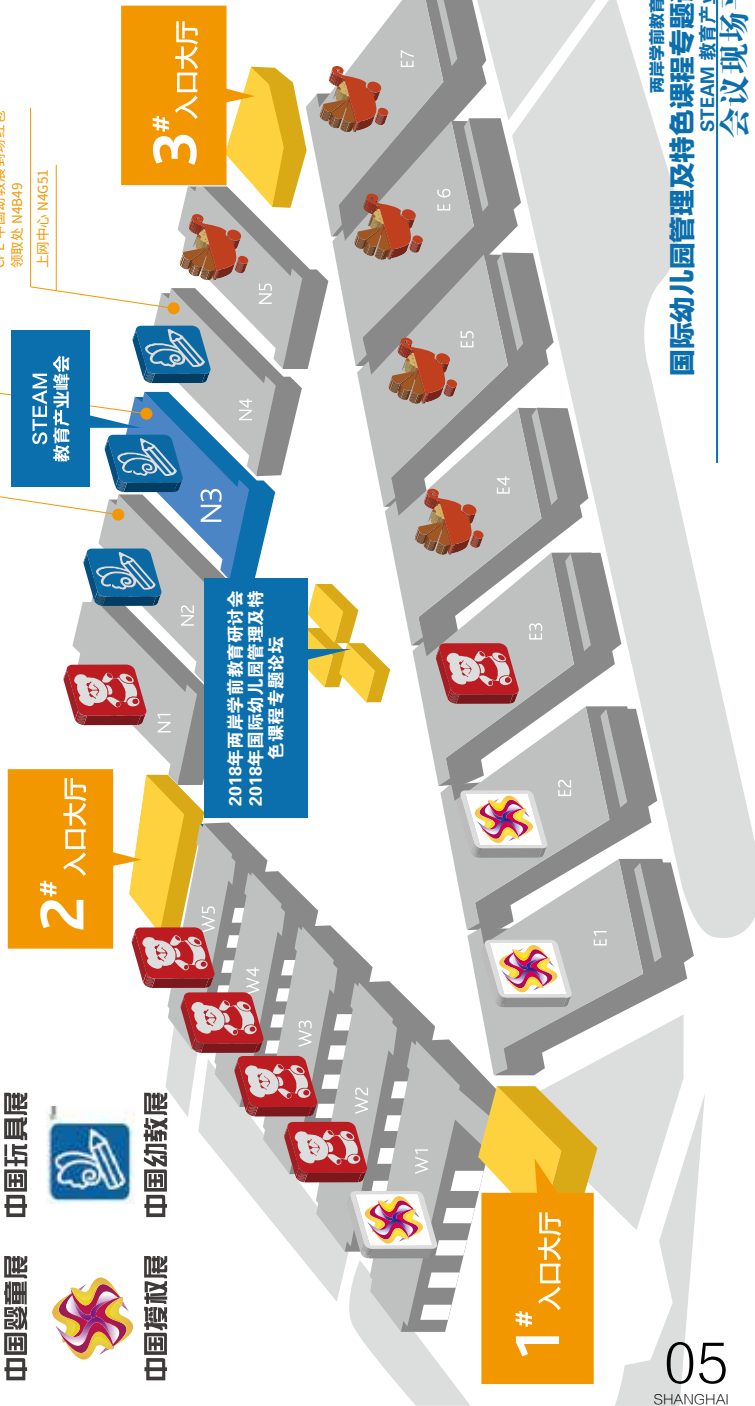 两岸学前教育
国际幼儿园管理及特色课程专题
STEAM 教育产业
会议现场
领取处 N4B49
上网中心 N4G51
3# 入口大厅
STEAM
教育产业峰会
2018年两岸学前教育研讨会
2018年国际幼儿园管理及特
色课程专题论坛
2# 入口大厅
1# 入口大厅
N5
N4
N3
N2
N1
E7
E6
E5
E4
E3
E2
E1
W5
W4
W3
W2
W1
中国婴童展
中国玩具展
中国授权展
中国幼教展
05
SHANGHAI